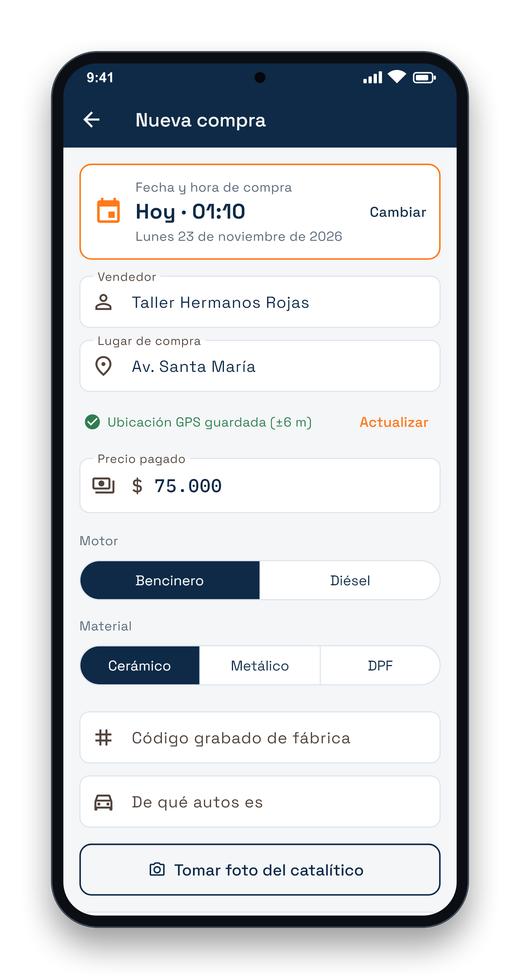 9:41
Nueva compra
Fecha y hora de compra
Hoy · 01:10
Cambiar
Lunes 23 de noviembre de 2026
Vendedor
Taller Hermanos Rojas
Lugar de compra
Av. Santa María
Ubicación GPS guardada (±6 m)
Actualizar
Precio pagado
$ 75.000
Motor
Bencinero
Diésel
Material
Cerámico
Metálico
DPF
Código grabado de fábrica
De qué autos es
Tomar foto del catalítico